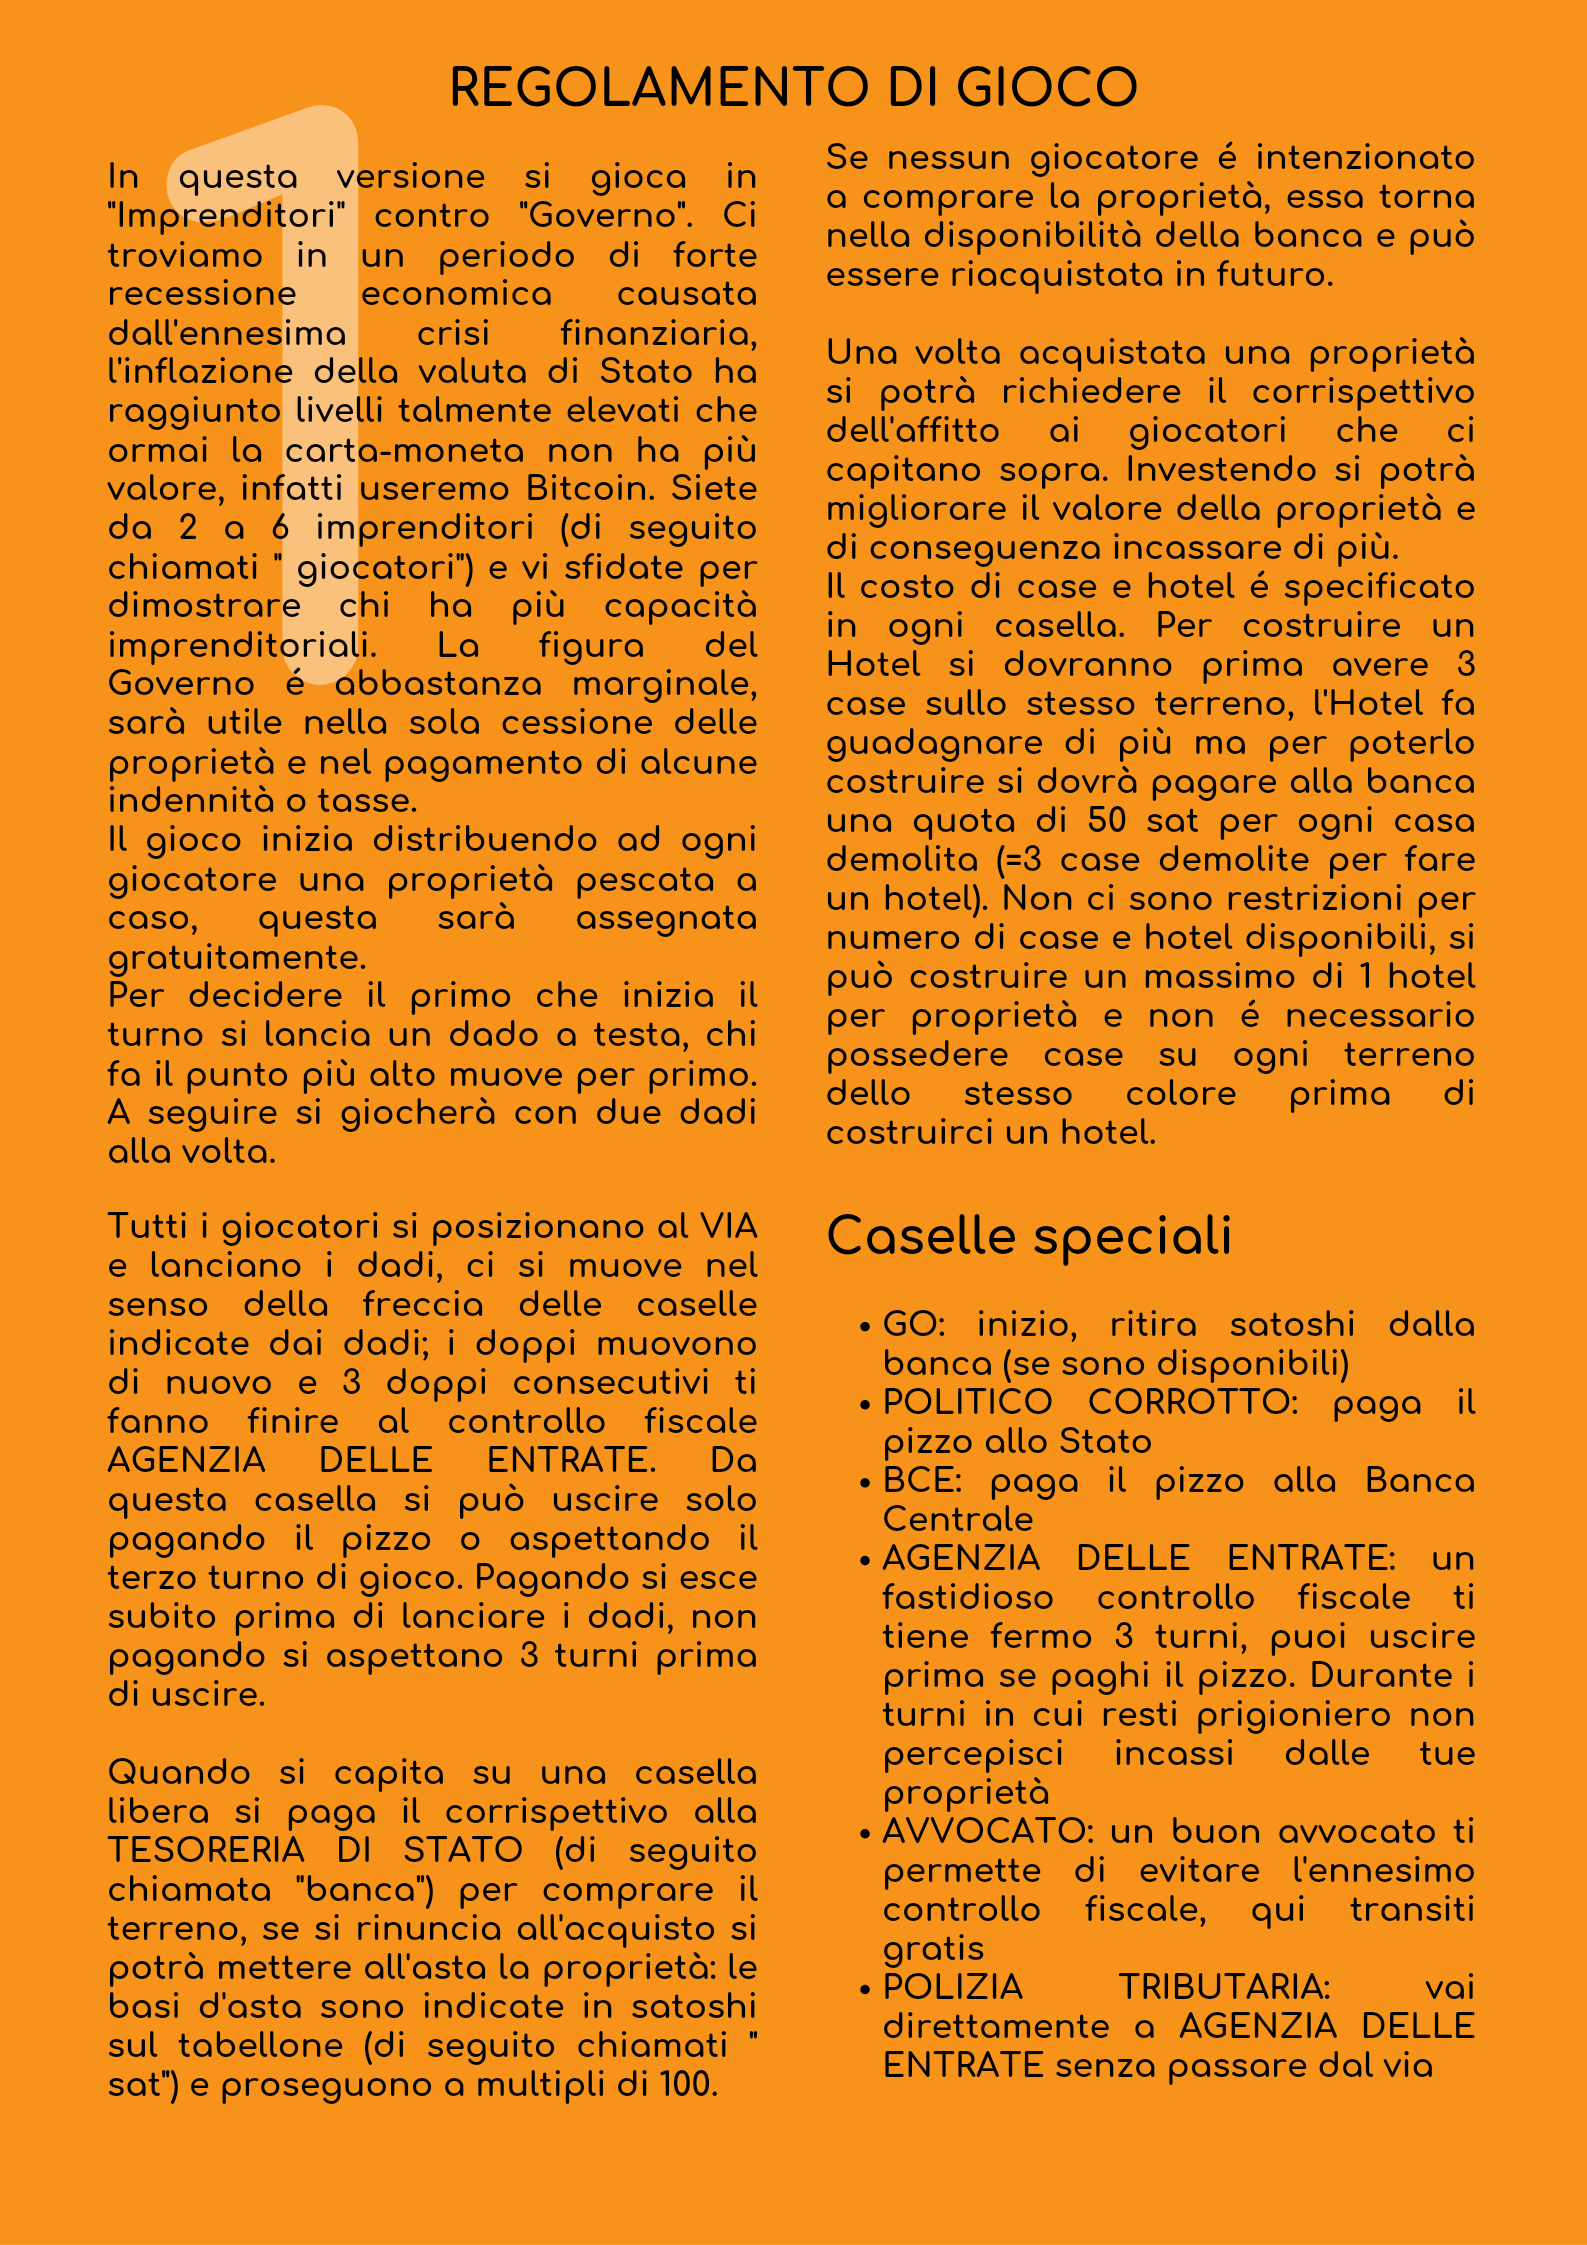 REGOLAMENTO DI GIOCO
1
In questa versione si gioca in
"Imprenditori" contro "Governo". Ci
troviamo in un periodo di forte
recessione economica causata
dall'ennesima crisi finanziaria,
l'inflazione della valuta di Stato ha
raggiunto livelli talmente elevati che
ormai la carta-moneta non ha più
valore, infatti useremo Bitcoin. Siete
da 2 a 6 imprenditori (di seguito
chiamati " giocatori") e vi sfidate per
dimostrare chi ha più capacità
imprenditoriali. La figura del
Governo é abbastanza marginale,
sarà utile nella sola cessione delle
proprietà e nel pagamento di alcune
indennità o tasse.
Il gioco inizia distribuendo ad ogni
giocatore una proprietà pescata a
caso, questa sarà assegnata
gratuitamente.
Per decidere il primo che inizia il
turno si lancia un dado a testa, chi
fa il punto più alto muove per primo.
A seguire si giocherà con due dadi
alla volta.
Tutti i giocatori si posizionano al VIA
e lanciano i dadi, ci si muove nel
senso della freccia delle caselle
indicate dai dadi; i doppi muovono
di nuovo e 3 doppi consecutivi ti
fanno finire al controllo fiscale
AGENZIA DELLE ENTRATE. Da
questa casella si può uscire solo
pagando il pizzo o aspettando il
terzo turno di gioco. Pagando si esce
subito prima di lanciare i dadi, non
pagando si aspettano 3 turni prima
di uscire.
Quando si capita su una casella
libera si paga il corrispettivo alla
TESORERIA DI STATO (di seguito
chiamata "banca") per comprare il
terreno, se si rinuncia all'acquisto si
potrà mettere all'asta la proprietà: le
basi d'asta sono indicate in satoshi
sul tabellone (di seguito chiamati "
sat") e proseguono a multipli di 100.
Se nessun giocatore é intenzionato
a comprare la proprietà, essa torna
nella disponibilità della banca e può
essere riacquistata in futuro.
Una volta acquistata una proprietà
si potrà richiedere il corrispettivo
dell'affitto ai giocatori che ci
capitano sopra. Investendo si potrà
migliorare il valore della proprietà e
di conseguenza incassare di più.
Il costo di case e hotel é specificato
in ogni casella. Per costruire un
Hotel si dovranno prima avere 3
case sullo stesso terreno, l'Hotel fa
guadagnare di più ma per poterlo
costruire si dovrà pagare alla banca
una quota di 50 sat per ogni casa
demolita (=3 case demolite per fare
un hotel). Non ci sono restrizioni per
numero di case e hotel disponibili, si
può costruire un massimo di 1 hotel
per proprietà e non é necessario
possedere case su ogni terreno
dello stesso colore prima di
costruirci un hotel.
Caselle speciali
• GO: inizio, ritira satoshi dalla
banca (se sono disponibili)
• POLITICO CORROTTO: paga il
pizzo allo Stato
• BCE: paga il pizzo alla Banca
Centrale
• AGENZIA DELLE ENTRATE: un
fastidioso controllo fiscale ti
tiene fermo 3 turni, puoi uscire
prima se paghi il pizzo. Durante i
turni in cui resti prigioniero non
percepisci incassi dalle tue
proprietà
• AVVOCATO: un buon avvocato ti
permette di evitare l'ennesimo
controllo fiscale, qui transiti
gratis
• POLIZIA TRIBUTARIA: vai
direttamente a AGENZIA DELLE
ENTRATE senza passare dal via